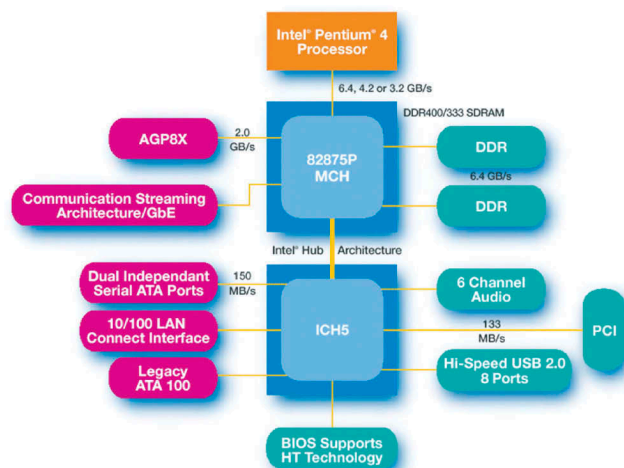 Intel® Pentium® 4
Processor
6.4, 4.2 or 3.2 GB/s
DDR400/333 SDRAM
AGP8X
2.0
GB/s
82875P
MCH
DDR
6.4 GB/s
DDR
Communication Streaming
Architecture/GbE
Intel® Hub Architecture
Dual Independant
Serial ATA Ports
150
MB/s
6 Channel
Audio
10/100 LAN
Connect Interface
ICH5
133
MB/s
PCI
Legacy
ATA 100
Hi-Speed USB 2.0
8 Ports
BIOS Supports
HT Technology